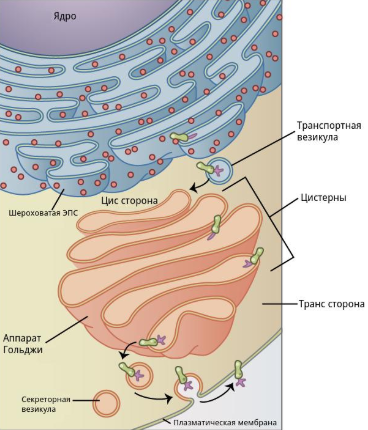 Ядро
Транспортная
везикула
Цис сторона
Цистерны
Шероховатая ЭПС
Транс сторона
Аппарат
Гольджи
Секреторная
везикула
Плазматическая мембрана